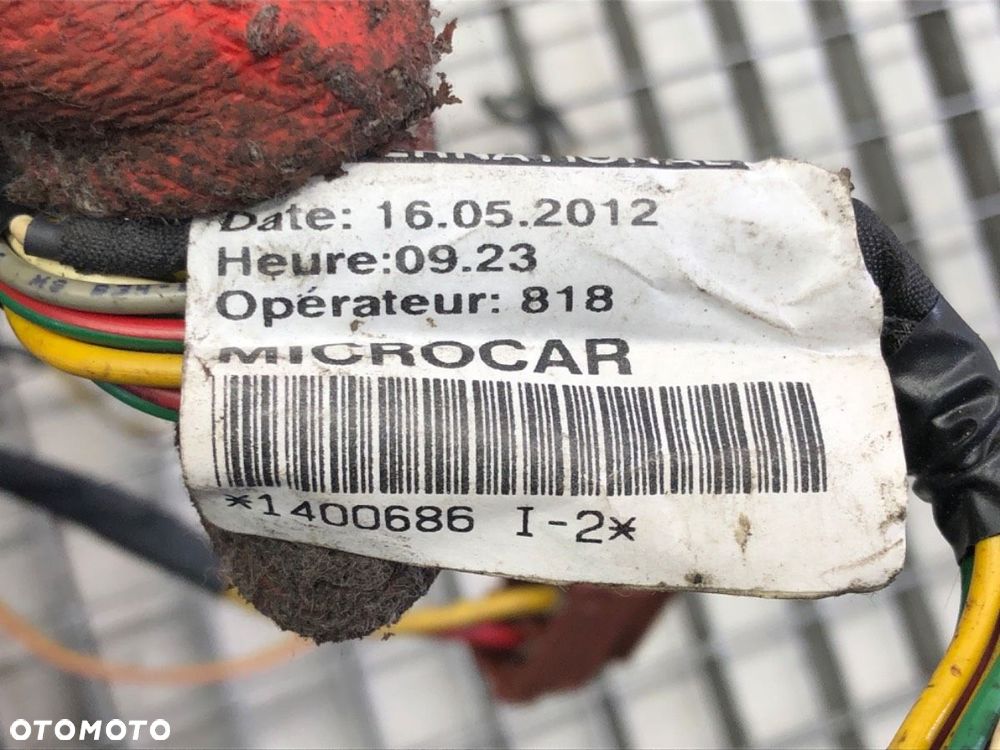 Date: 16.05.2012
Heure:09.23
Opérateur: 818
MICROCAR
*1400686 I-2*
OTOMOTO